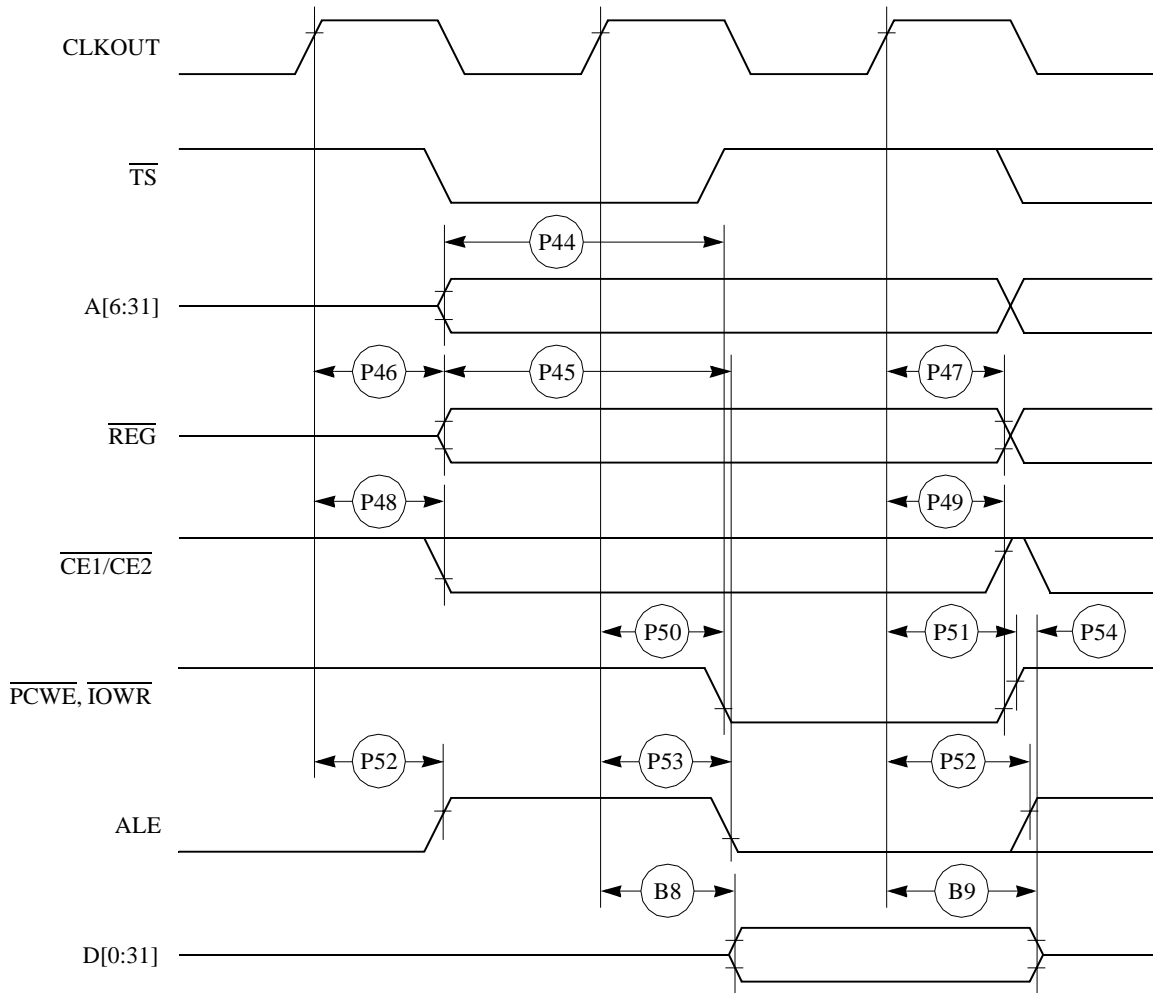 CLKOUT
TS
P44
A[6:31]
P46 P45 P47
REG
P48 P49
CE1/CE2
P50 P51 P54
PCWE, IOWR
P52 P53 P52
ALE
B8 B9
D[0:31]